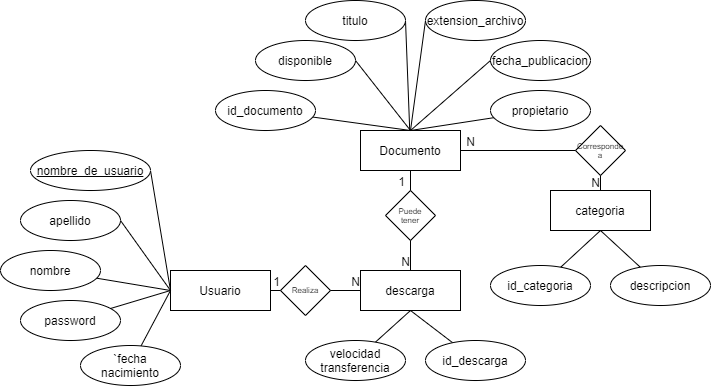 titulo
extension_archivo
disponible
fecha_publicacion
id_documento
propietario
Documento
N
Corresponde
a
nombre_de_usuario
1
N
Puede
tener
categoria
apellido
N
nombre
Usuario
1
Realiza
N
descarga
id_categoria
descripcion
password
`fecha
nacimiento
velocidad
transferencia
id_descarga